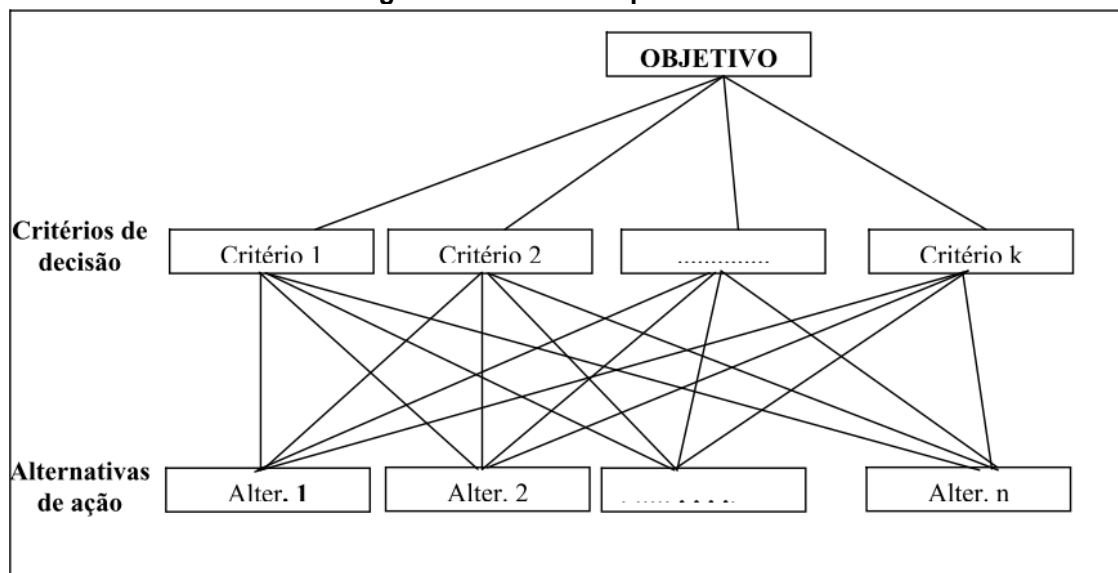 OBJETIVO
Critérios de
decisão
Critério 1
Critério 2
..............
Critério k
Alternativas
de ação
Alter. 1
Alter. 2
Alter. n